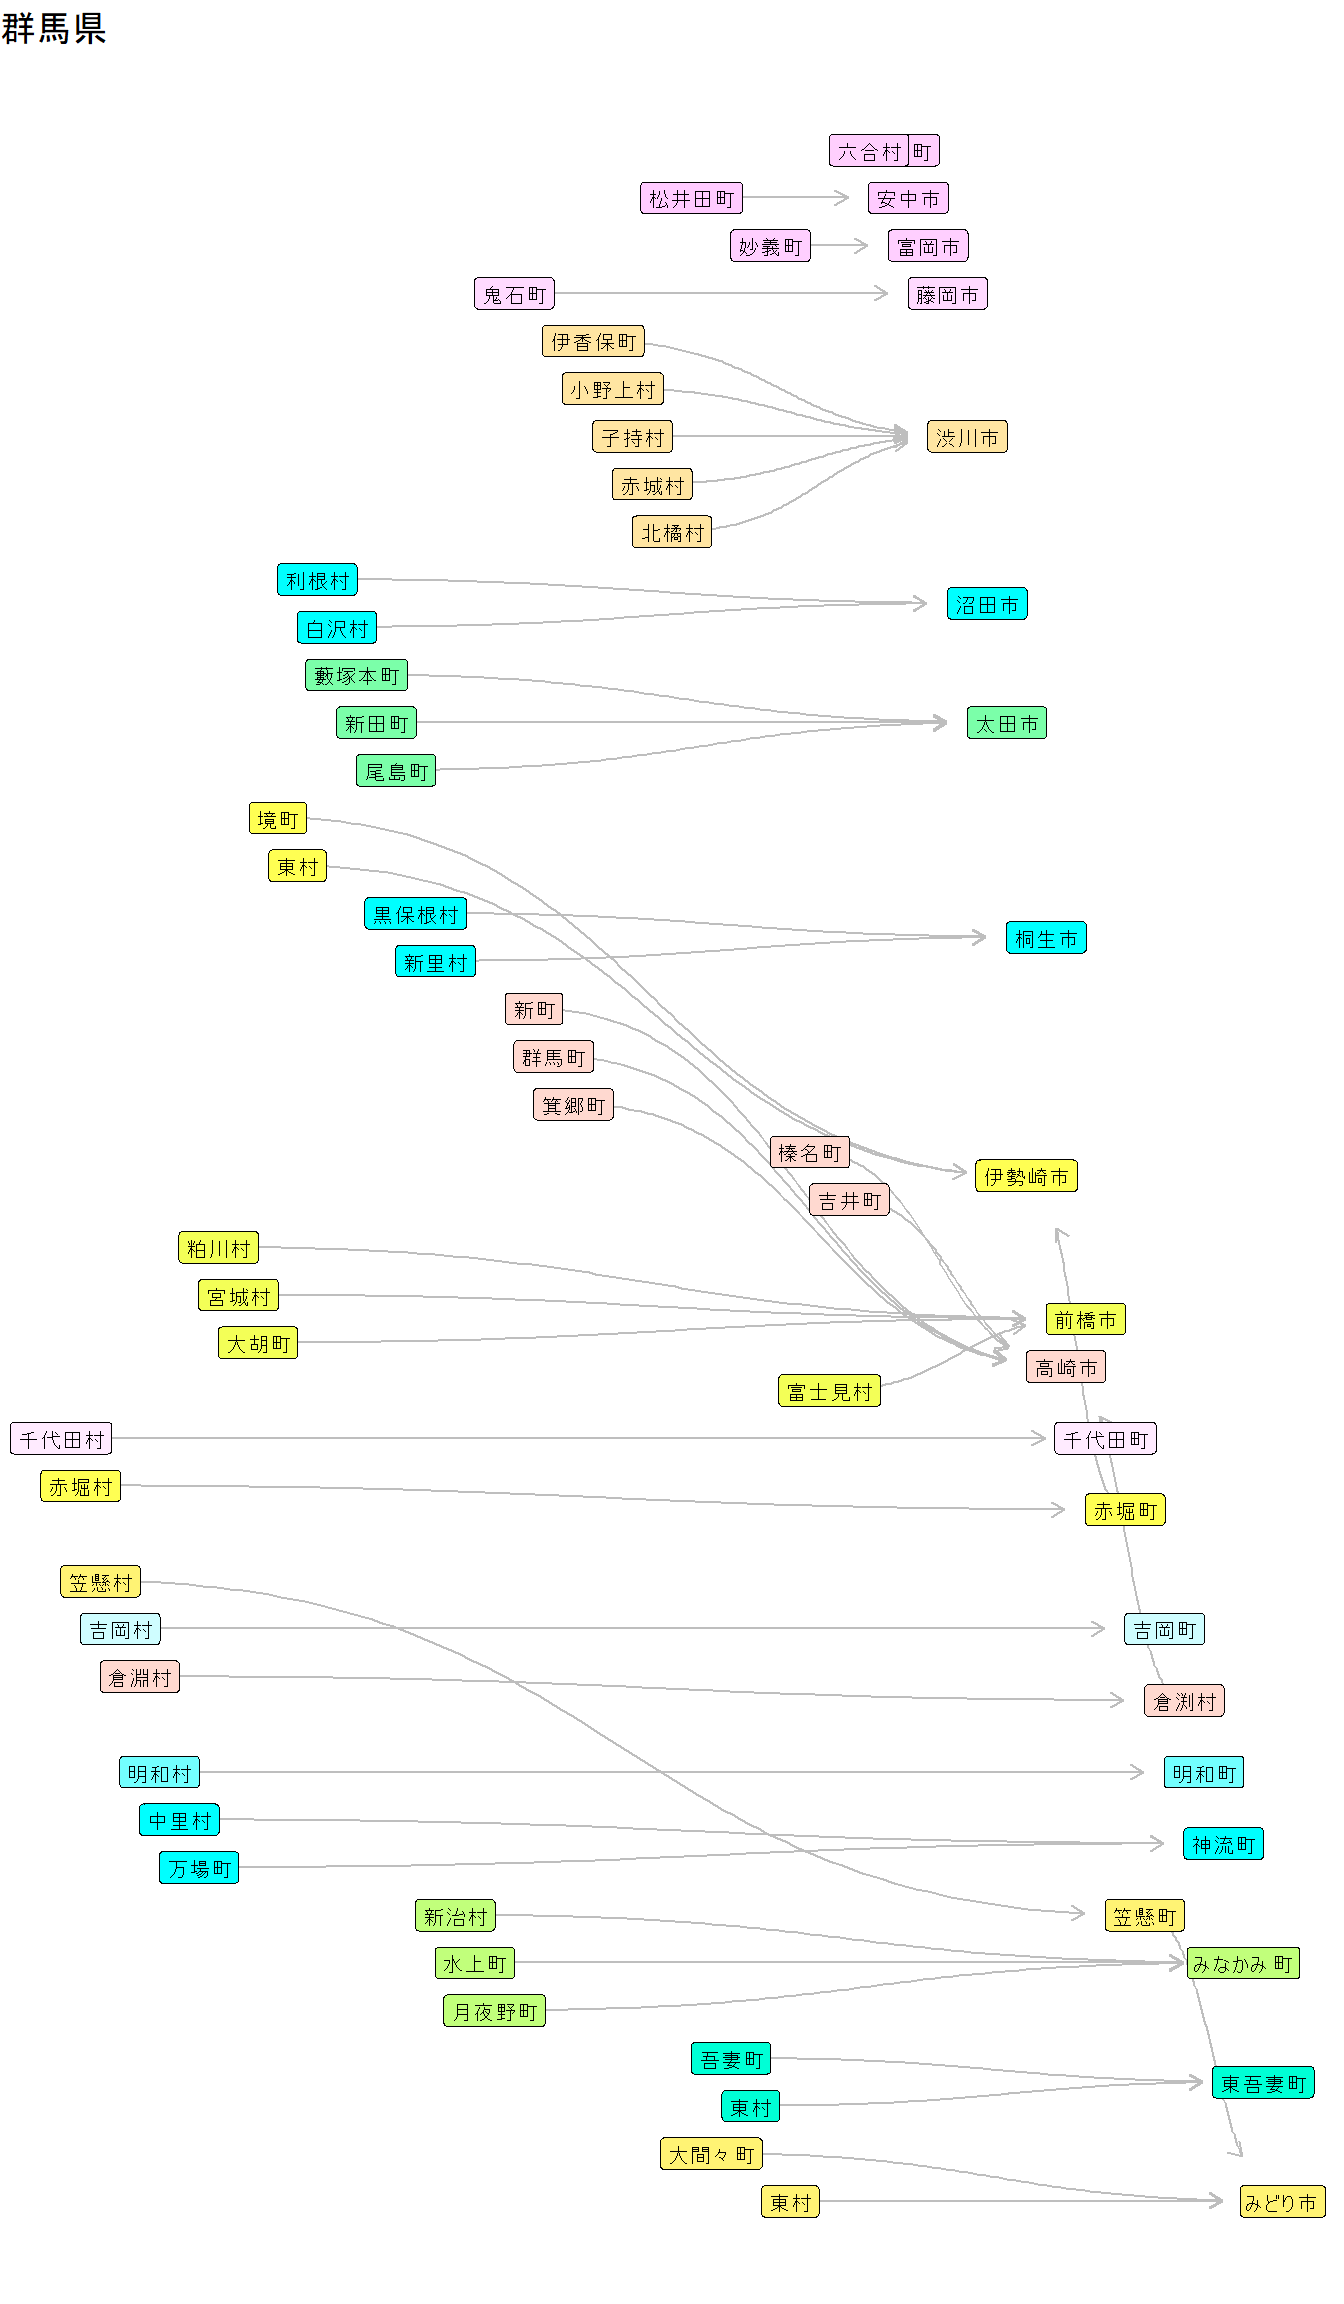 群馬県
六合村
町
松井田町
安中市
妙義町
富岡市
鬼石町
藤岡市
伊香保町
小野上村
子持村
渋川市
赤城村
北橘村
利根村
沼田市
白沢村
藪塚本町
新田町
太田市
尾島町
境町
東村
黒保根村
桐生市
新里村
新町
群馬町
箕郷町
榛名町
伊勢崎市
吉井町
粕川村
宮城村
前橋市
大胡町
高崎市
富士見村
千代田村
千代田町
赤堀村
赤堀町
笠懸村
吉岡村
吉岡町
倉淵村
倉渕村
明和村
明和町
中里村
神流町
万場町
新治村
笠懸町
水上町
みなかみ町
月夜野町
吾妻町
東吾妻町
東村
大間々町
東村
みどり市